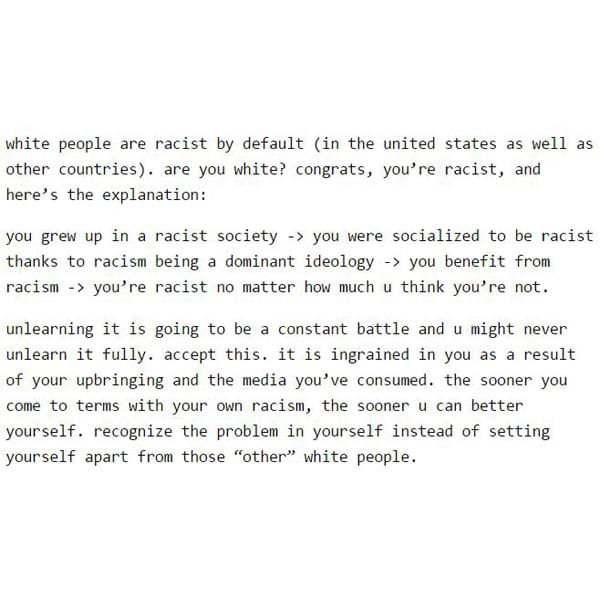 white people are racist by default (in the united states as well as
other countries). are you white? congrats, you’re racist, and
here’s the explanation:
you grew up in a racist society -> you were socialized to be racist
thanks to racism being a dominant ideology -> you benefit from
racism -> you’re racist no matter how much u think you’re not.
unlearning it is going to be a constant battle and u might never
unlearn it fully. accept this. it is ingrained in you as a result
of your upbringing and the media you’ve consumed. the sooner you
come to terms with your own racism, the sooner u can better
yourself. recognize the problem in yourself instead of setting
yourself apart from those “other” white people.